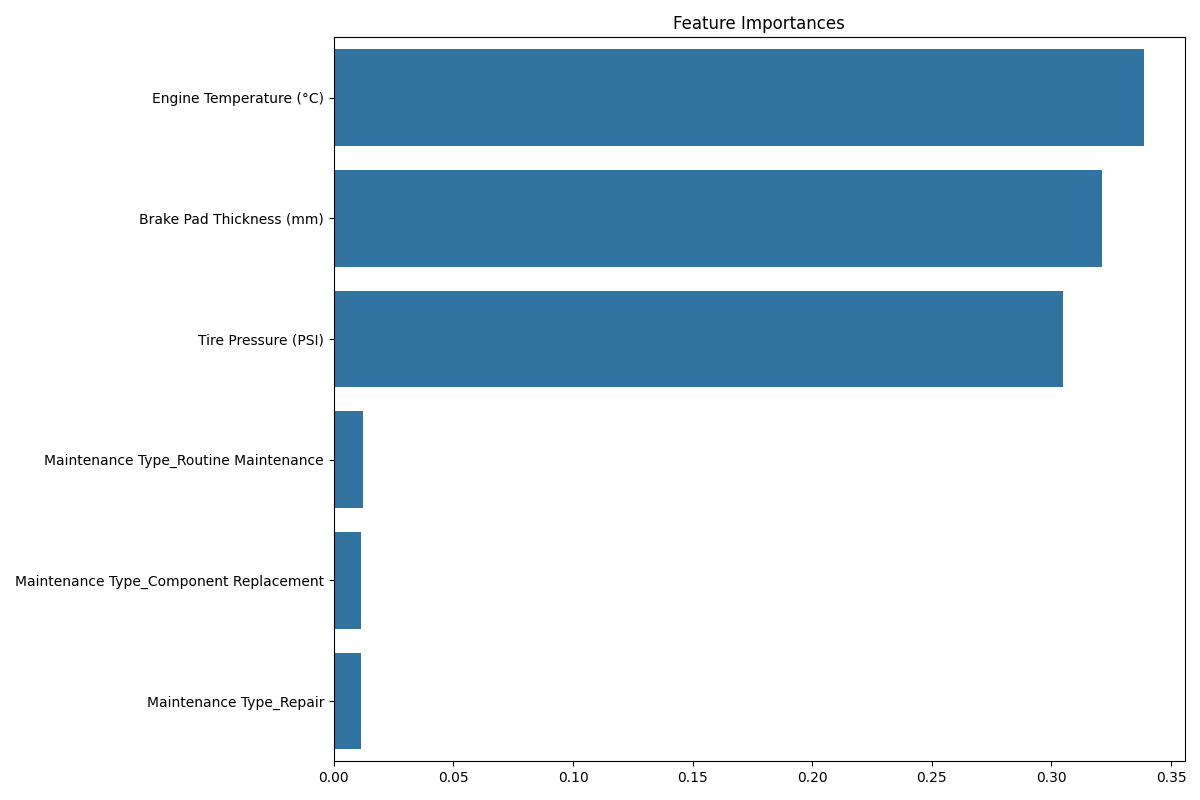 Feature Importances
Engine Temperature (°C)
Brake Pad Thickness (mm)
Tire Pressure (PSI)
Maintenance Type_Routine Maintenance
Maintenance Type_Component Replacement
Maintenance Type_Repair
0.00 0.05 0.10 0.15 0.20 0.25 0.30 0.35